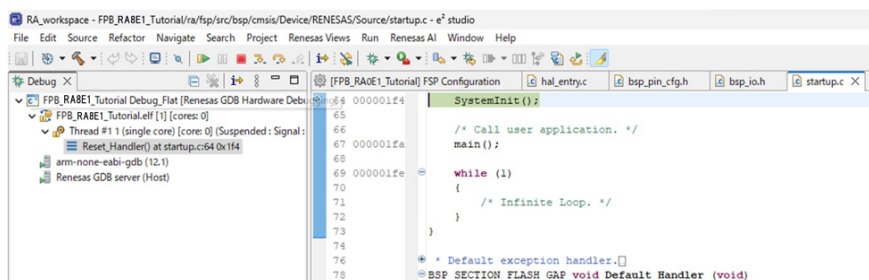 RA_workspace - FPB_RA8E1_Tutorial/ra/fsp/src/bsp/cmsis/Device/RENESAS/Source/startup.c - e² studio
File Edit Source Refactor Navigate Search Project Renesas Views Run Renesas AI Window Help
Debug
[FPB_RA0E1_Tutorial] FSP Configuration hal_entry.c bsp_pin_cfg.h bsp_io.h startup.c
FPB_RA8E1_Tutorial Debug_Flat [Renesas GDB Hardware Debugging]
FPB_RA8E1_Tutorial.elf [1] [cores: 0]
Thread #1 1 (single core) [core: 0] (Suspended : Signal :
Reset_Handler() at startup.c:64 0x1f4
arm-none-eabi-gdb (12.1)
Renesas GDB server (Host)
64 000001f4 SystemInit();
65
66 /* Call user application. */
67 000001fa main();
68
69 000001fe while (1)
70 {
71 /* Infinite Loop. */
72 }
73 }
74
76 * Default exception handler.
78 BSP_SECTION_FLASH_GAP void Default_Handler (void)